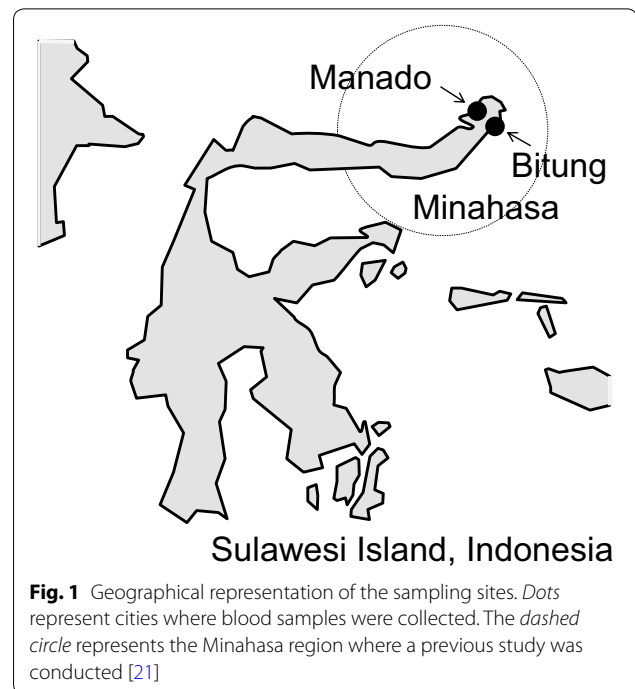 Manado
Bitung
Minahasa
Sulawesi Island, Indonesia
Fig. 1 Geographical representation of the sampling sites. Dots
represent cities where blood samples were collected. The dashed
circle represents the Minahasa region where a previous study was
conducted [21]